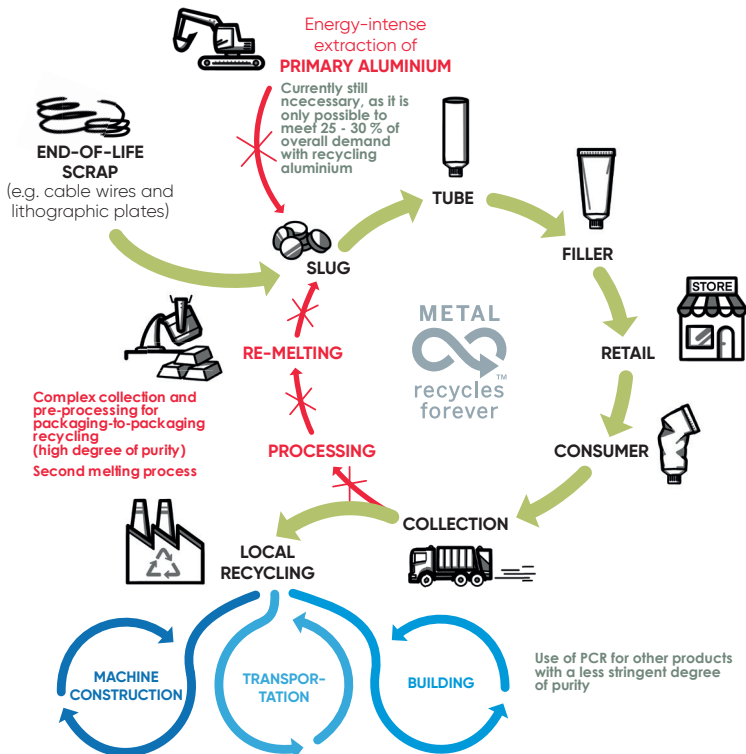 Energy-intense
extraction of
PRIMARY ALUMINIUM
Currently still
ncecessary, as it is
only possible to
meet 25 - 30 % of
overall demand
with recycling
aluminium
END-OF-LIFE
SCRAP
(e.g. cable wires and
lithographic plates)
TUBE
SLUG
FILLER
STORE
METAL
TM
recycles
forever
RE-MELTING
RETAIL
Complex collection and
pre-processing for
packaging-to-packaging
recycling
(high degree of purity)
Second melting process
PROCESSING
CONSUMER
COLLECTION
LOCAL
RECYCLING
MACHINE
CONSTRUCTION
TRANSPOR-
TATION
BUILDING
Use of PCR for other products
with a less stringent degree
of purity